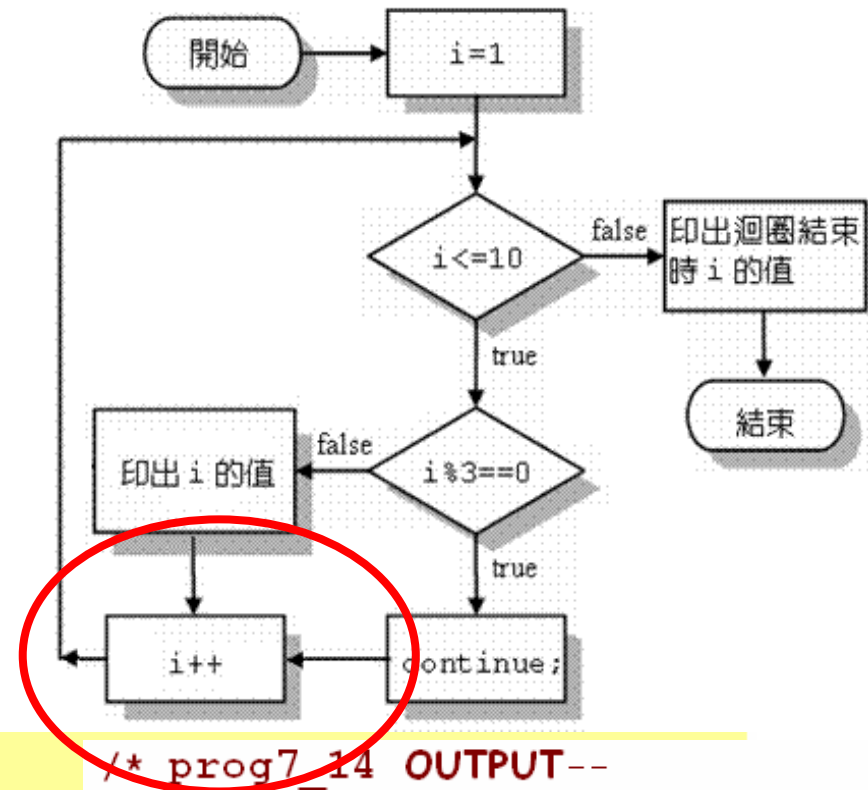 開始
i=1
i<=10
false
印出迴圈結束
時 i 的值
true
結束
i%3==0
false
印出 i 的值
true
continue;
i++
/* prog7_14 OUTPUT--